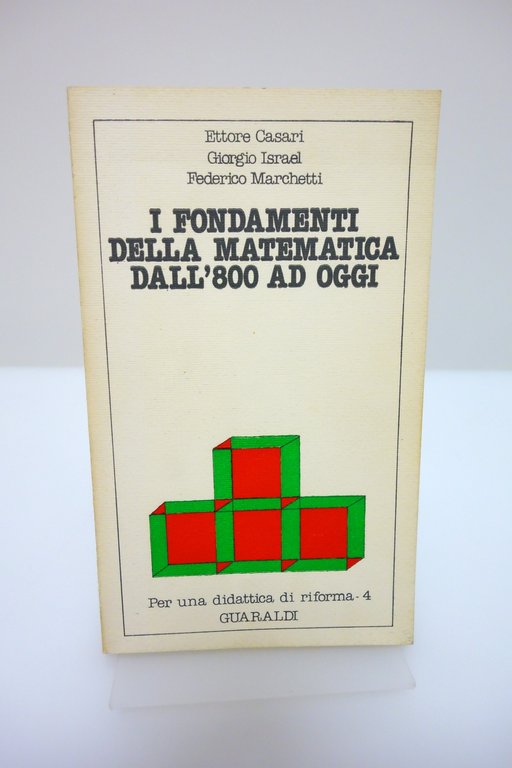 Ettore Casari
Giorgio Israel
Federico Marchetti
I FONDAMENTI
DELLA MATEMATICA
DALL'800 AD OGGI
Per una didattica di riforma - 4
GUARALDI